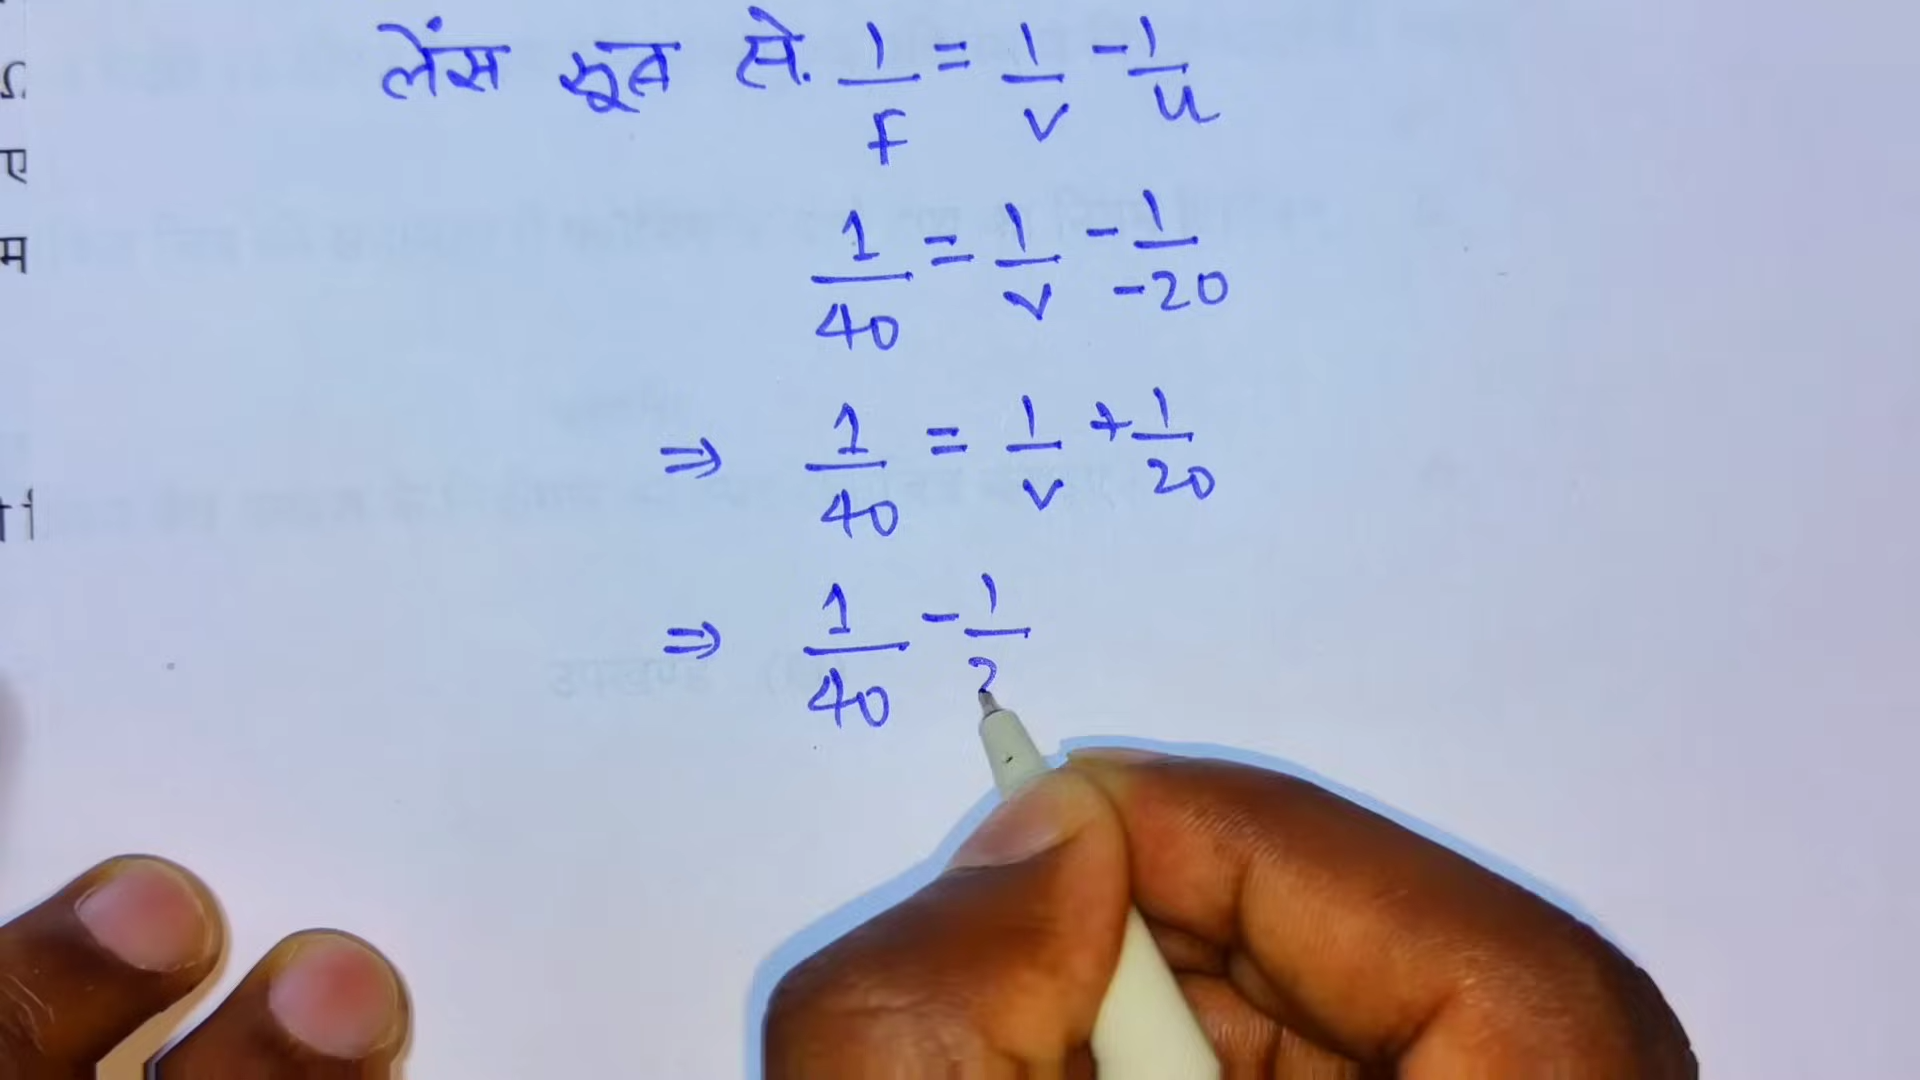 लेंस सूत्र से. 1/F = 1/v - 1/u
1/40 = 1/v - 1/-20
⇒ 1/40 = 1/v + 1/20
⇒ 1/40 - 1/2
ए
म